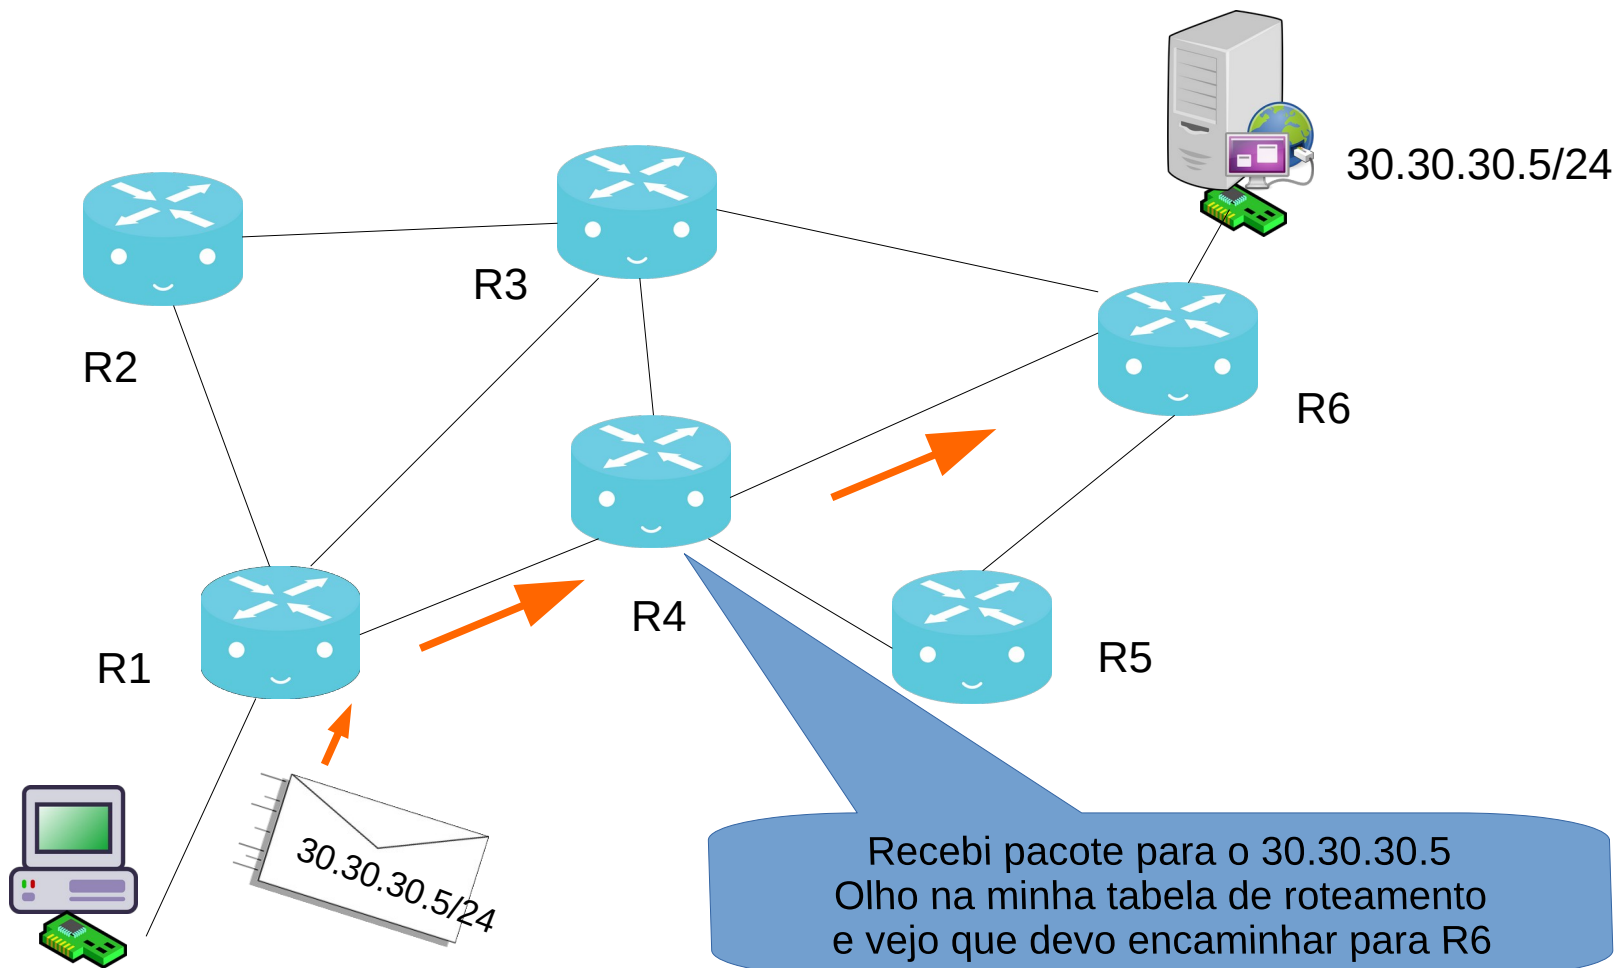 30.30.30.5/24
R3
R2
R6
R4
R5
R1
30.30.30.5/24
Recebi pacote para o 30.30.30.5
Olho na minha tabela de roteamento
e vejo que devo encaminhar para R6